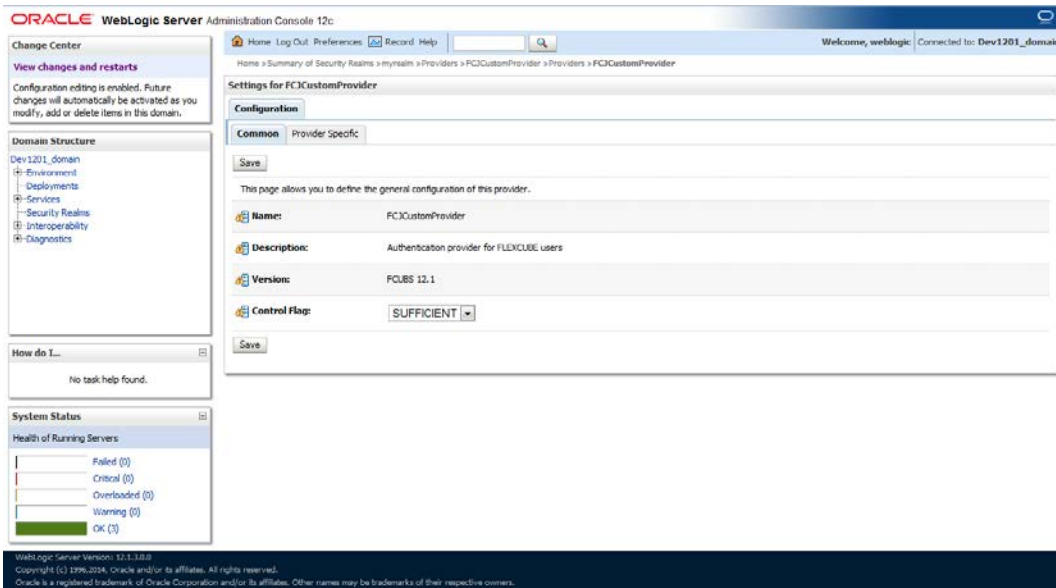 ORACLE WebLogic Server Administration Console 12c
Change Center
View changes and restarts
Configuration editing is enabled. Future
changes will automatically be activated as you
modify, add or delete items in this domain.
Domain Structure
Dev1201_domain
Environment
Deployments
Services
Security Realms
Interoperability
Diagnostics
How do I...
No task help found.
System Status
Health of Running Servers
Failed (0)
Critical (0)
Overloaded (0)
Warning (0)
OK (3)
Home Log Out Preferences Record Help
Welcome, weblogic Connected to: Dev1201_domain
Home »Summary of Security Realms »myrealm »Providers »FCJCustomProvider »Providers »FCJCustomProvider
Settings for FCJCustomProvider
Configuration
Common Provider Specific
Save
This page allows you to define the general configuration of this provider.
Name: FCJCustomProvider
Description: Authentication provider for FLEXCUBE users
Version: FCUBS 12.1
Control Flag: SUFFICIENT
Save
WebLogic Server Version: 12.1.3.0.0
Copyright (c) 1996,2014, Oracle and/or its affiliates. All rights reserved.
Oracle is a registered trademark of Oracle Corporation and/or its affiliates. Other names may be trademarks of their respective owners.